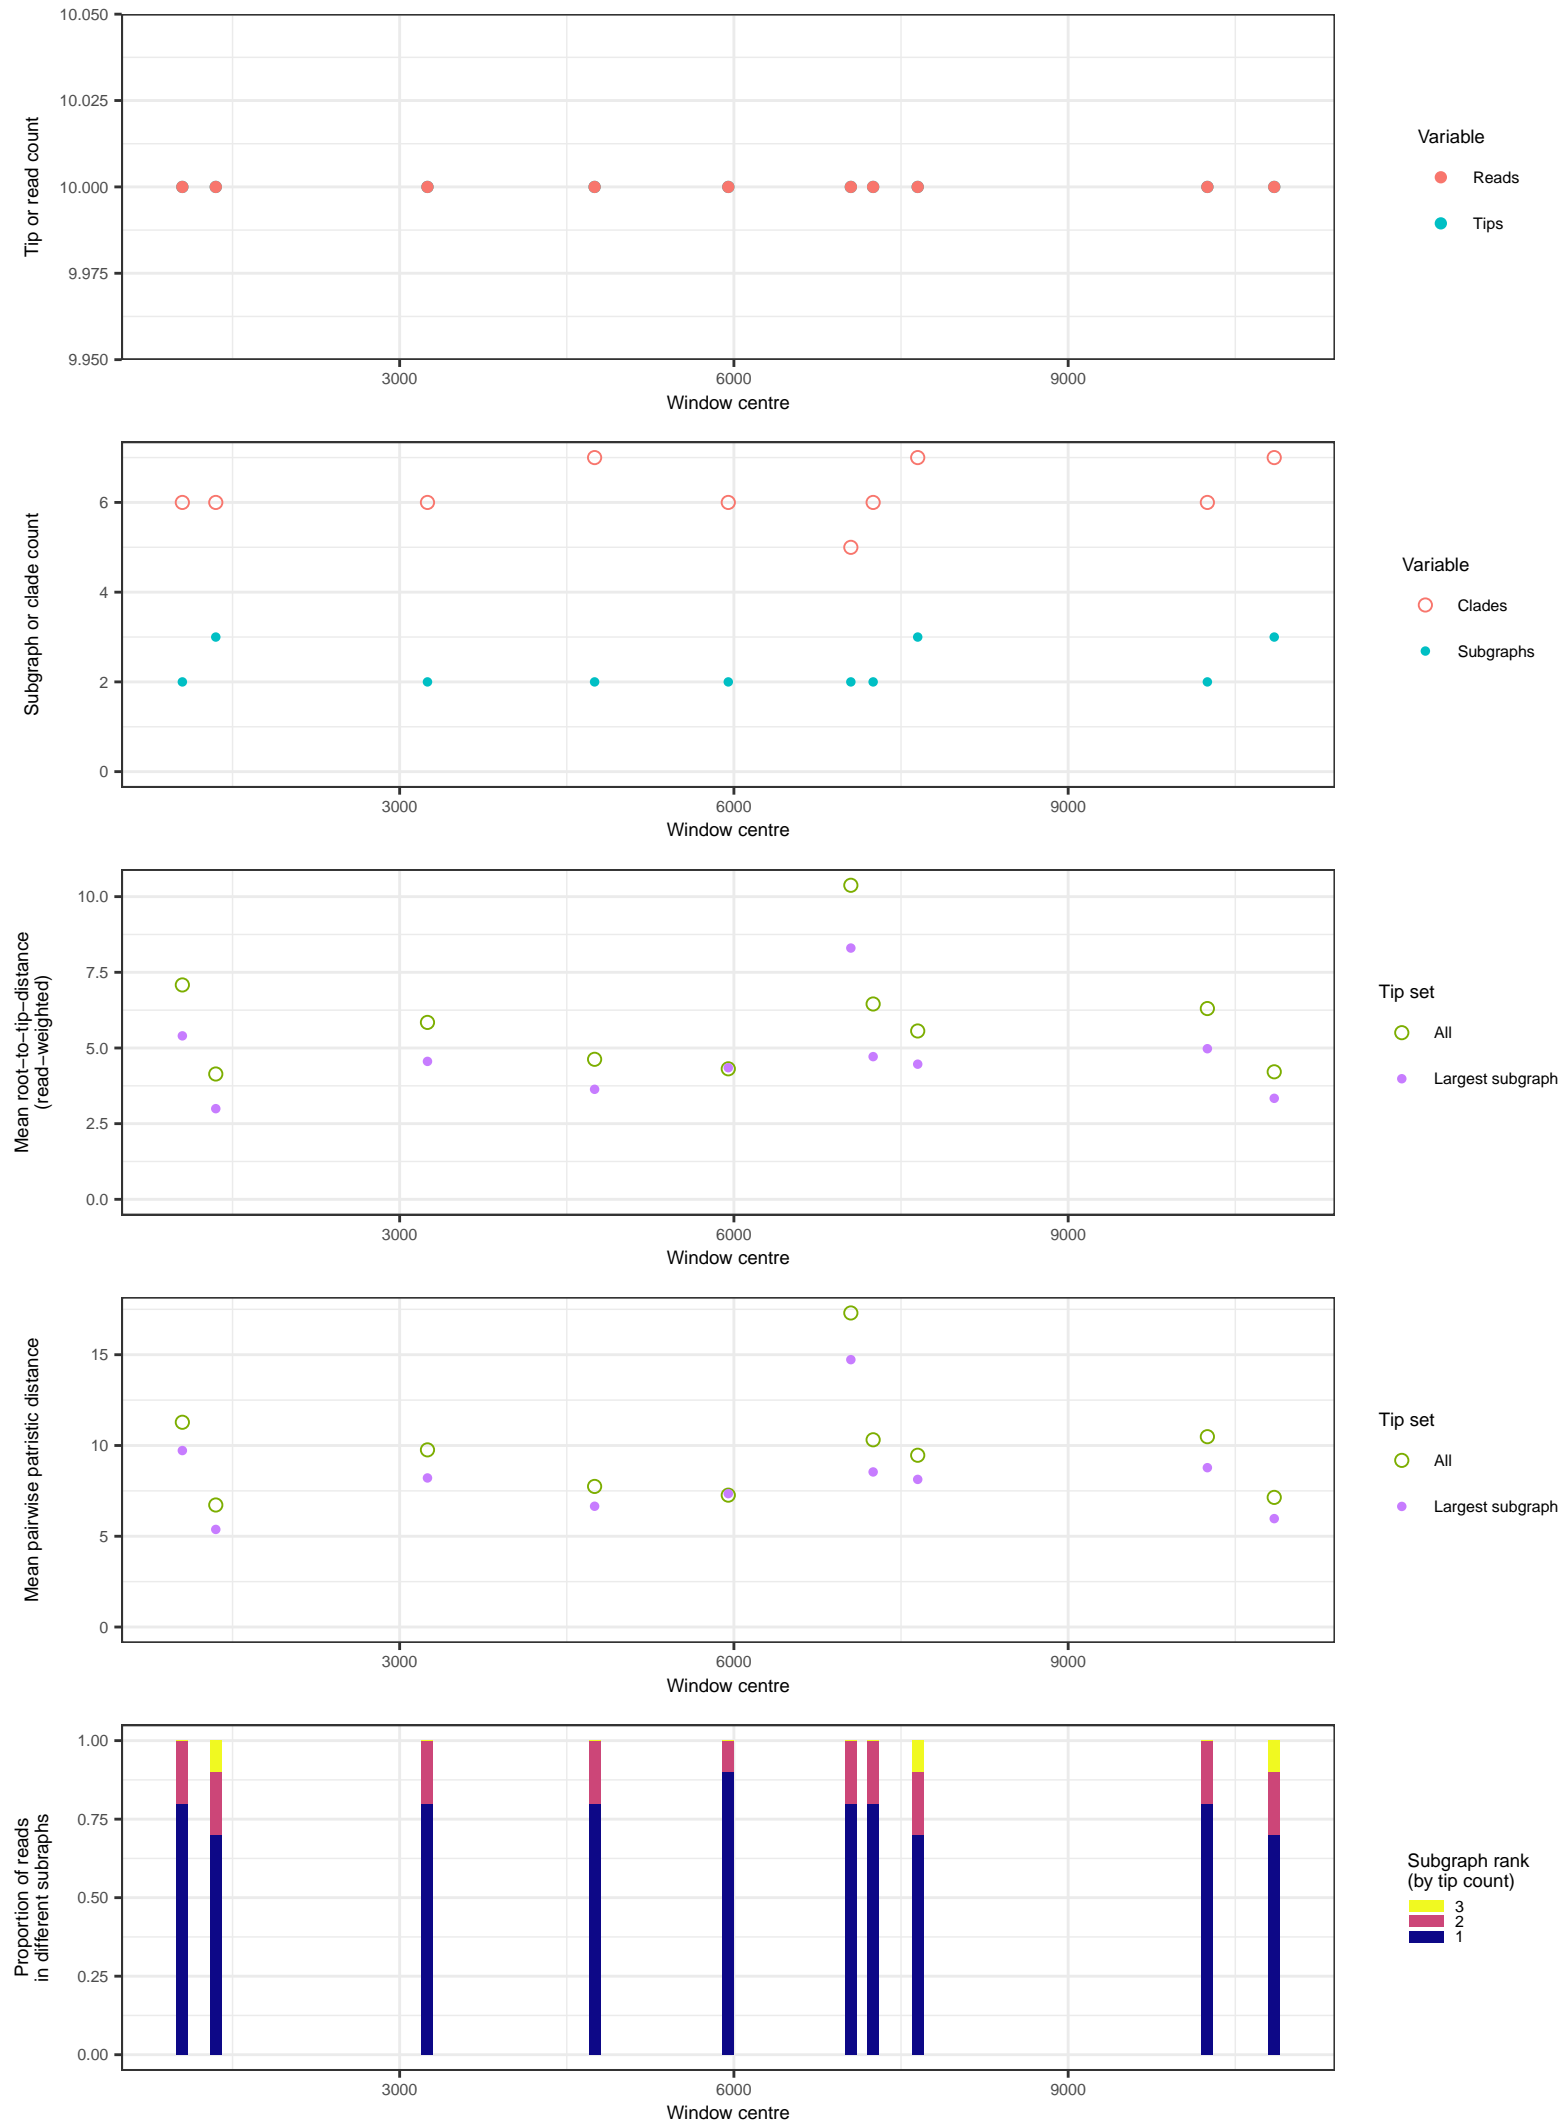 10.050
10.025
10.000
9.975
9.950
Tip or read count
3000
6000
9000
Window centre
Variable
Reads
Tips
6
4
2
0
Subgraph or clade count
3000
6000
9000
Window centre
Variable
Clades
Subgraphs
10.0
7.5
5.0
2.5
0.0
Mean root−to−tip−distance
(read−weighted)
3000
6000
9000
Window centre
Tip set
All
Largest subgraph
15
10
5
0
Mean pairwise patristic distance
3000
6000
9000
Window centre
Tip set
All
Largest subgraph
1.00
0.75
0.50
0.25
0.00
Proportion of reads
in different subraphs
3000
6000
9000
Window centre
Subgraph rank
(by tip count)
3
2
1